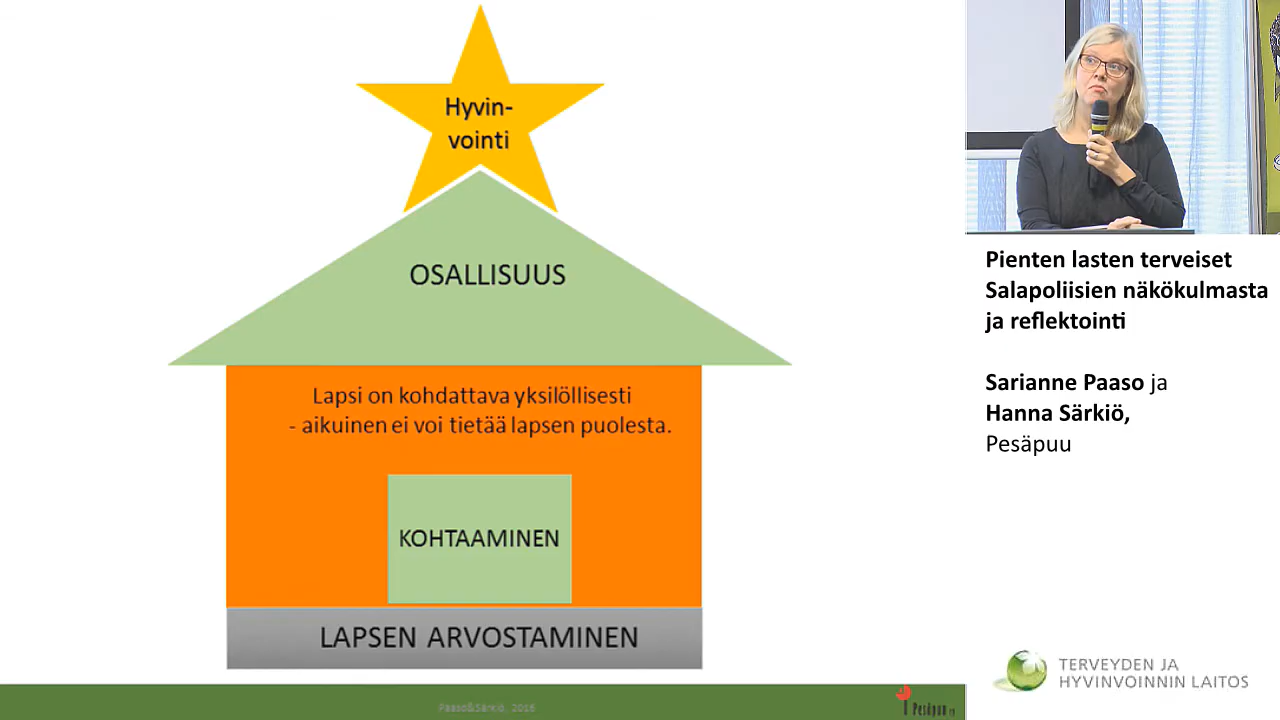 Hyvin-
vointi
OSALLISUUS
Lapsi on kohdattava yksilöllisesti
- aikuinen ei voi tietää lapsen puolesta.
KOHTAAMINEN
LAPSEN ARVOSTAMINEN
Paaso&Särkiö, 2016
Pesäpuu ry
Pienten lasten terveiset
Salapoliisien näkökulmasta
ja reflektointi
Sarianne Paaso ja
Hanna Särkiö,
Pesäpuu
TERVEYDEN JA
HYVINVOINNIN LAITOS